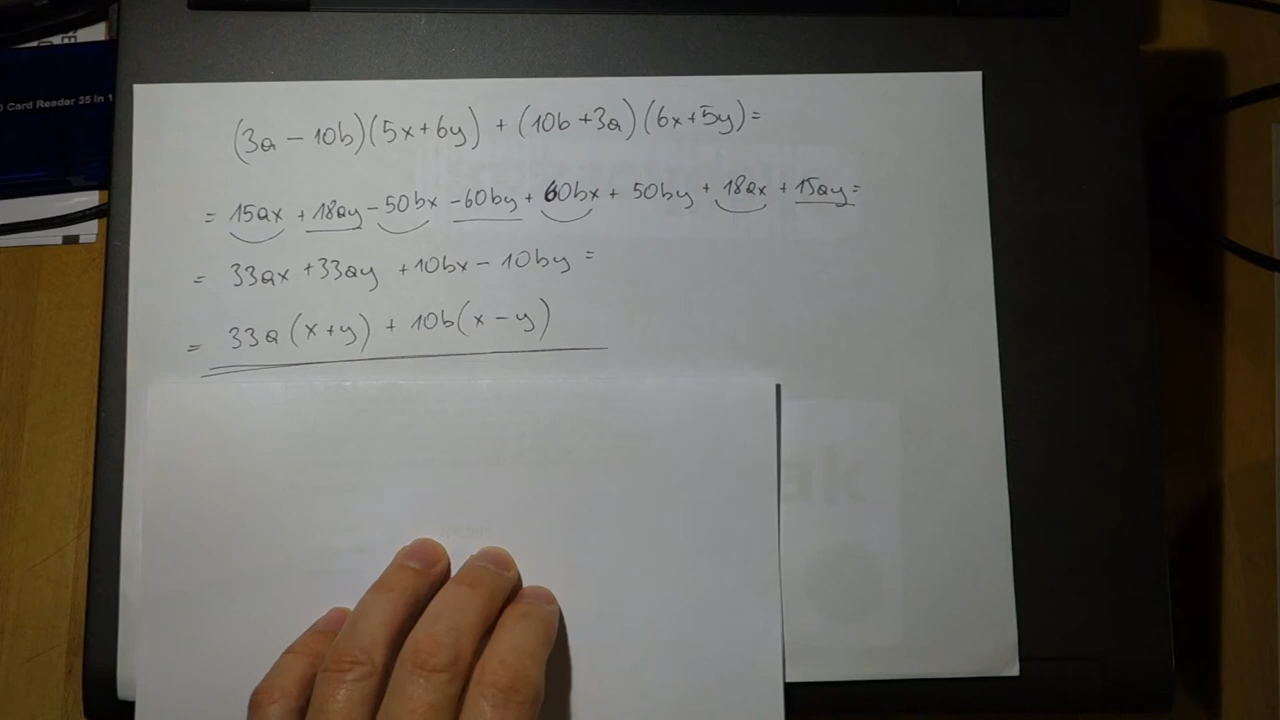 Card Reader 35 In 1
(3a - 10b)(5x+6y) + (10b+3a)(6x+5y)=
= 15ax + 18ay - 50bx - 60by + 60bx + 50by + 18ax + 15ay =
= 33ax + 33ay + 10bx - 10by =
= 33a(x+y) + 10b(x-y)